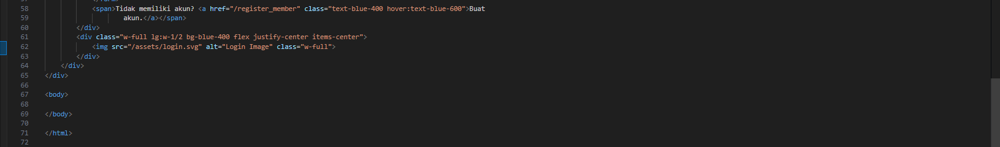 58 <span>Tidak memiliki akun? <a href="/register_member" class="text-blue-400 hover:text-blue-600">Buat
59 akun.</a></span>
60 </div>
61 <div class="w-full lg:w-1/2 bg-blue-400 flex justify-center items-center">
62 <img src="/assets/login.svg" alt="Login Image" class="w-full">
63 </div>
64 </div>
65 </div>
66
67 <body>
68
69 </body>
70
71 </html>
72